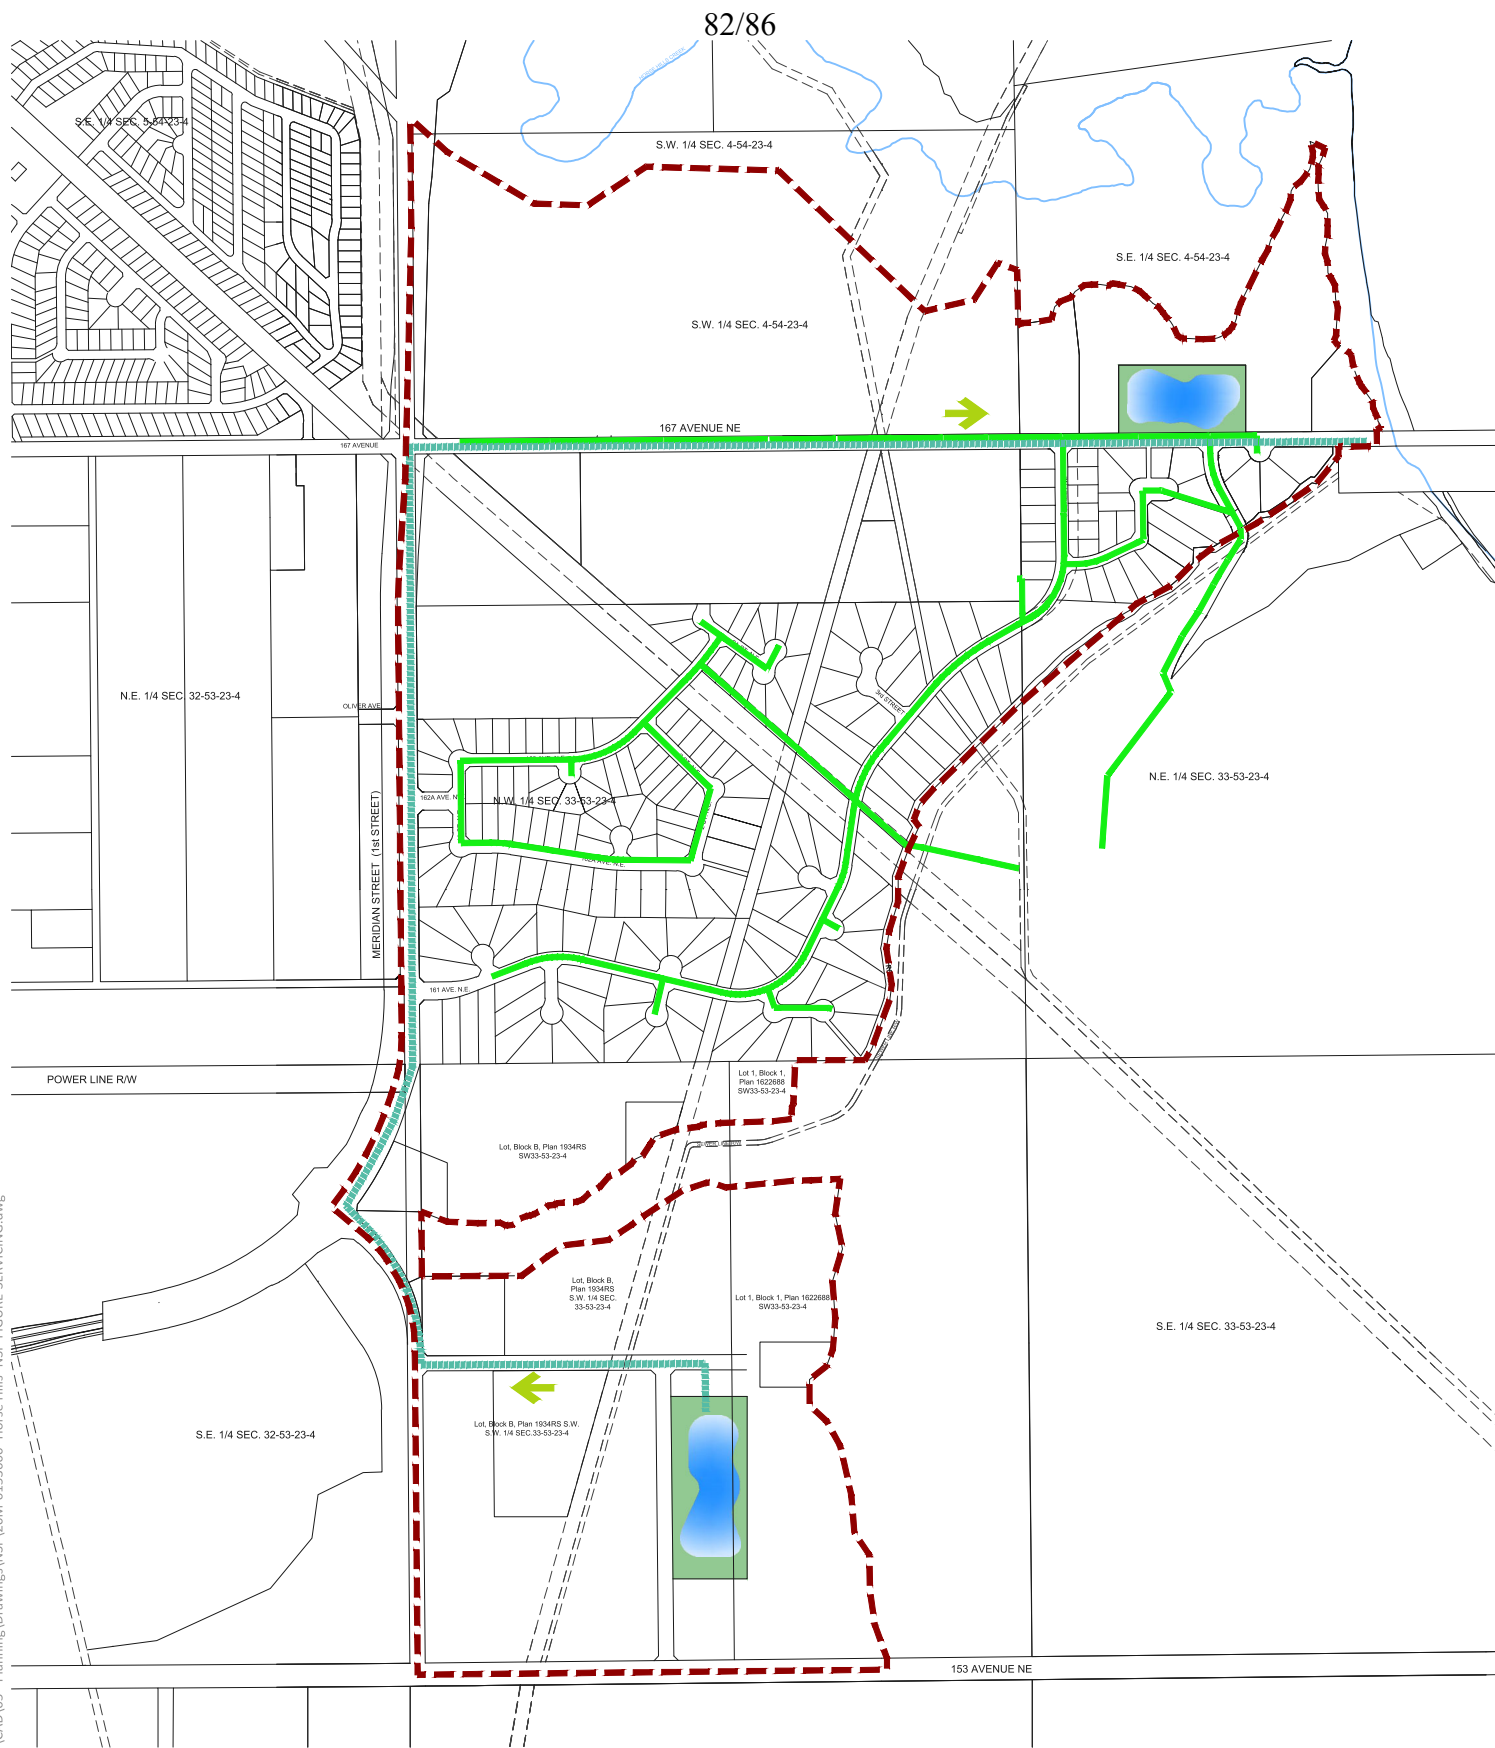 82/86
HORSE HILLS CREEK
S.E. 1/4 SEC. 5-54-23-4
S.W. 1/4 SEC. 4-54-23-4
S.E. 1/4 SEC. 4-54-23-4
S.W. 1/4 SEC. 4-54-23-4
167 AVENUE NE
167 AVENUE
N.E. 1/4 SEC. 32-53-23-4
OLIVER AVE.
3rd STREET
N.E. 1/4 SEC. 33-53-23-4
162A AVE. N
N.W. 1/4 SEC. 33-53-23-4
MERIDIAN STREET (1st STREET)
162A AVE. N.E.
161 AVE. N.E.
POWER LINE R/W
Lot 1, Block 1,
Plan 1622688
SW33-53-23-4
Lot, Block B, Plan 1934RS
SW33-53-23-4
Lot, Block B,
Plan 1934RS
S.W. 1/4 SEC.
33-53-23-4
Lot 1, Block 1, Plan 1622688
SW33-53-23-4
S.E. 1/4 SEC. 33-53-23-4
Lot, Block B, Plan 1934RS S.W.
S.W. 1/4 SEC.33-53-23-4
S.E. 1/4 SEC. 32-53-23-4
153 AVENUE NE